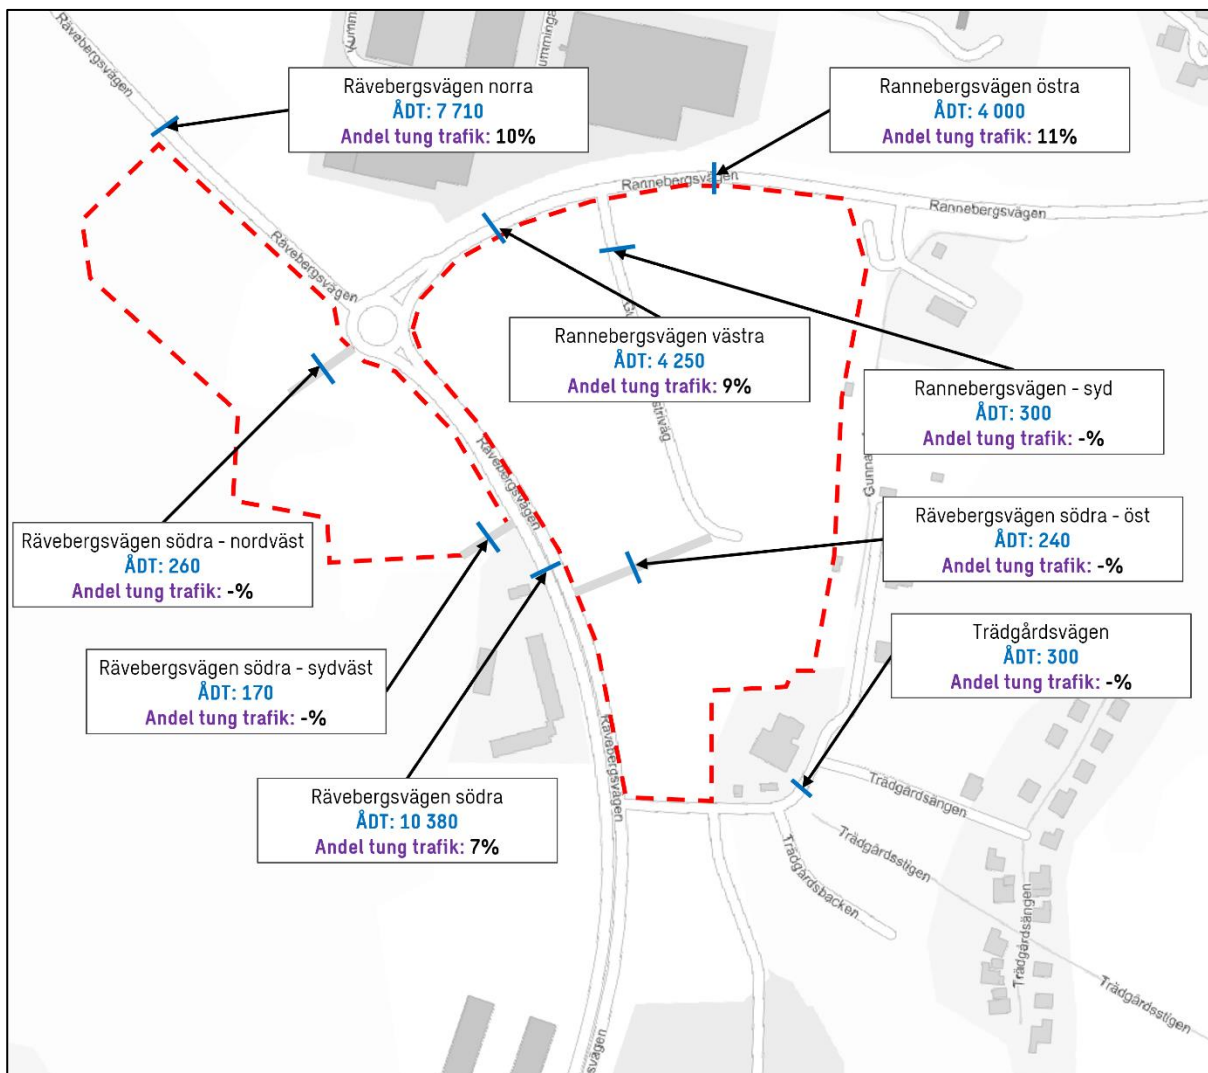 Rävebergsvägen
Rävebergsvägen norra
ÅDT: 7 710
Andel tung trafik: 10%
Rannebergsvägen östra
ÅDT: 4 000
Andel tung trafik: 11%
Rannebergsvägen
Rannebergsvägen
Rävebergsvägen
Rannebergsvägen västra
ÅDT: 4 250
Andel tung trafik: 9%
Rannebergsvägen - syd
ÅDT: 300
Andel tung trafik: -%
Rävebergsvägen
Rävebergsvägen södra - nordväst
ÅDT: 260
Andel tung trafik: -%
Rävebergsvägen södra - öst
ÅDT: 240
Andel tung trafik: -%
Rävebergsvägen södra - sydväst
ÅDT: 170
Andel tung trafik: -%
Trädgårdsvägen
ÅDT: 300
Andel tung trafik: -%
Rävebergsvägen
Rävebergsvägen södra
ÅDT: 10 380
Andel tung trafik: 7%
Trädgårdsängen
Trädgårdsstigen
Trädgårdsbacken
Trädgårdsängen
Trädgårdsstigen
svägen